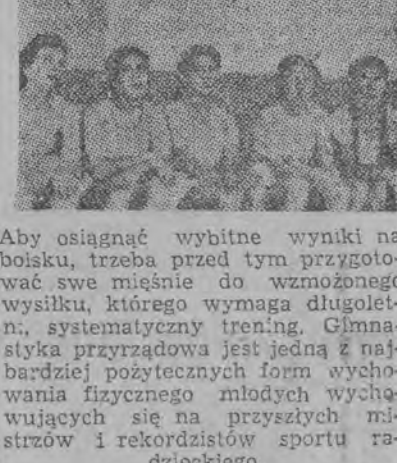 Aby osiągnąć wybitne wyniki na
boisku, trzeba przed tym przygoto-
wać swe mięśnie do wzmożonego
wysiłku, którego wymaga długolet-
n:, systematyczny trening. Gimna-
styka przyrządowa jest jedną z naj-
bardziej pożytecznych form wycho-
wania fizycznego młodych wycho-
wujących się na przyszłych mi-
strzów i rekordzistów sportu ra-
dzieckiego